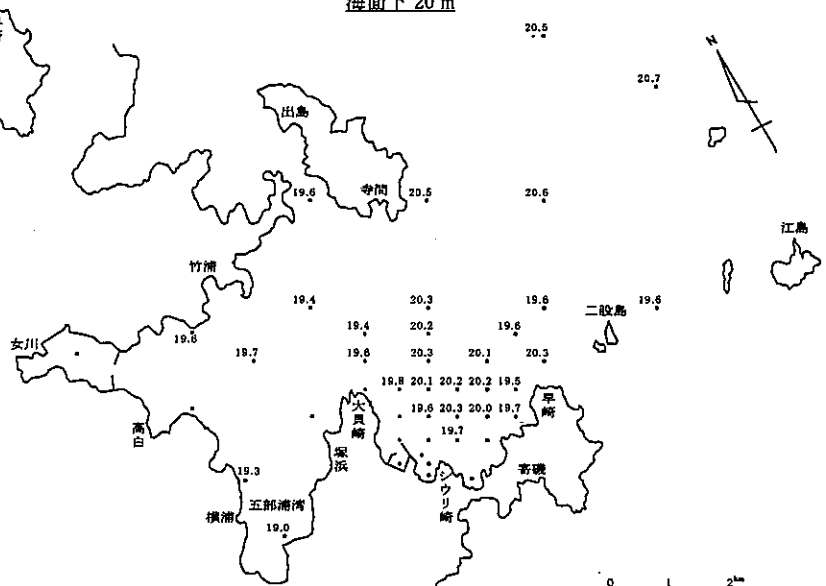 海面下 20 m
20.5
N
20.7
出島
寺間
19.6 20.5 20.6
江島
竹浦
19.4 20.3 19.6 二股島 19.6
女川 19.8 19.4 20.2 19.6
19.7 19.6 20.3 20.1 20.3
19.8 20.1 20.2 20.2 19.5
大貝崎 早崎
高白 19.6 20.3 20.0 19.7
19.7
塚浜
19.3 寄磯
シウリ崎
横浦 五部浦湾
19.0
0 1 2km